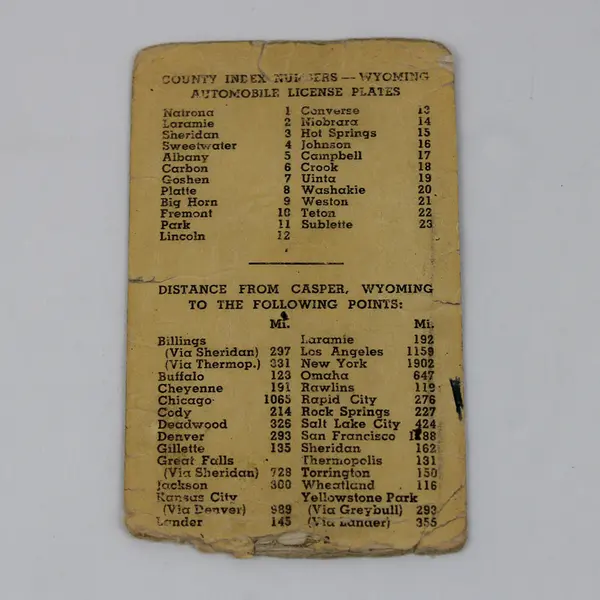 COUNTY INDEX NUMBERS — WYOMING
AUTOMOBILE LICENSE PLATES
Natrona 1 Converse 13
Laramie 2 Niobrara 14
Sheridan 3 Hot Springs 15
Sweetwater 4 Johnson 16
Albany 5 Campbell 17
Carbon 6 Crook 18
Goshen 7 Uinta 19
Platte 8 Washakie 20
Big Horn 9 Weston 21
Fremont 10 Teton 22
Park 11 Sublette 23
Lincoln 12
DISTANCE FROM CASPER, WYOMING
TO THE FOLLOWING POINTS:
Mi. Mi.
Billings Laramie 192
(Via Sheridan) 297 Los Angeles 1159
(Via Thermop.) 331 New York 1902
Buffalo 123 Omaha 647
Cheyenne 191 Rawlins 119
Chicago 1065 Rapid City 276
Cody 214 Rock Springs 227
Deadwood 326 Salt Lake City 424
Denver 293 San Francisco
Gillette 135 Sheridan 162
Great Falls Thermopolis 131
(Via Sheridan) 728 Torrington 150
Jackson 300 Wheatland 116
Kansas City Yellowstone Park
(Via Denver) 989 (Via Greybull) 293
Lander 145 (Via Lander) 355
2